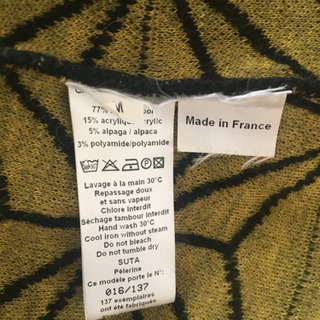 M
77%
15% acrylique
5% alpaga / alpaca
3% polyamide/polyamide
Lavage à la main 30°C
Repassage doux
et sans vapeur
Chlore interdit
Séchage tambour interdit
Hand wash 30°C
Cool iron without steam
Do not bleach
Do not tumble dry
SUTA
Pèlerine
Ce modèle porte le N°:
016/137
137 exemplaires
ont été fabriqués
Made in France